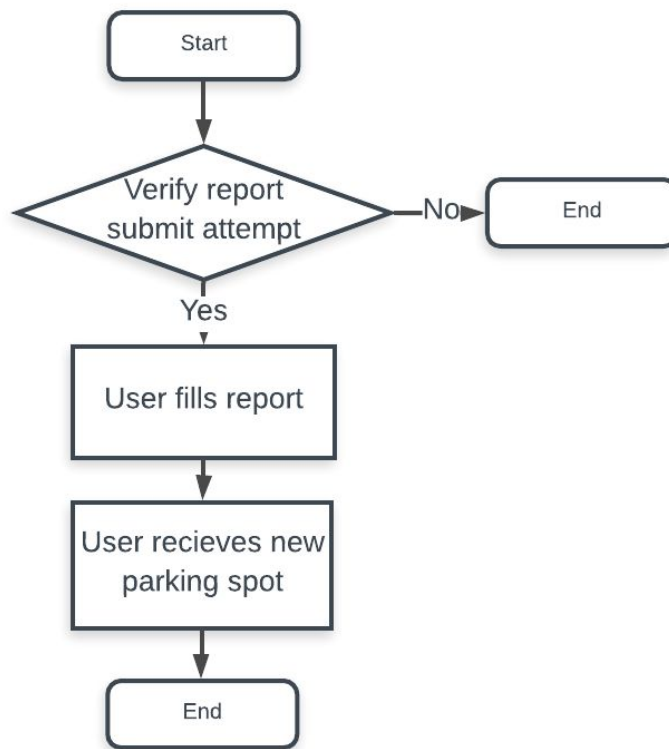 Start
Verify report
submit attempt
No
End
Yes
User fills report
User recieves new
parking spot
End